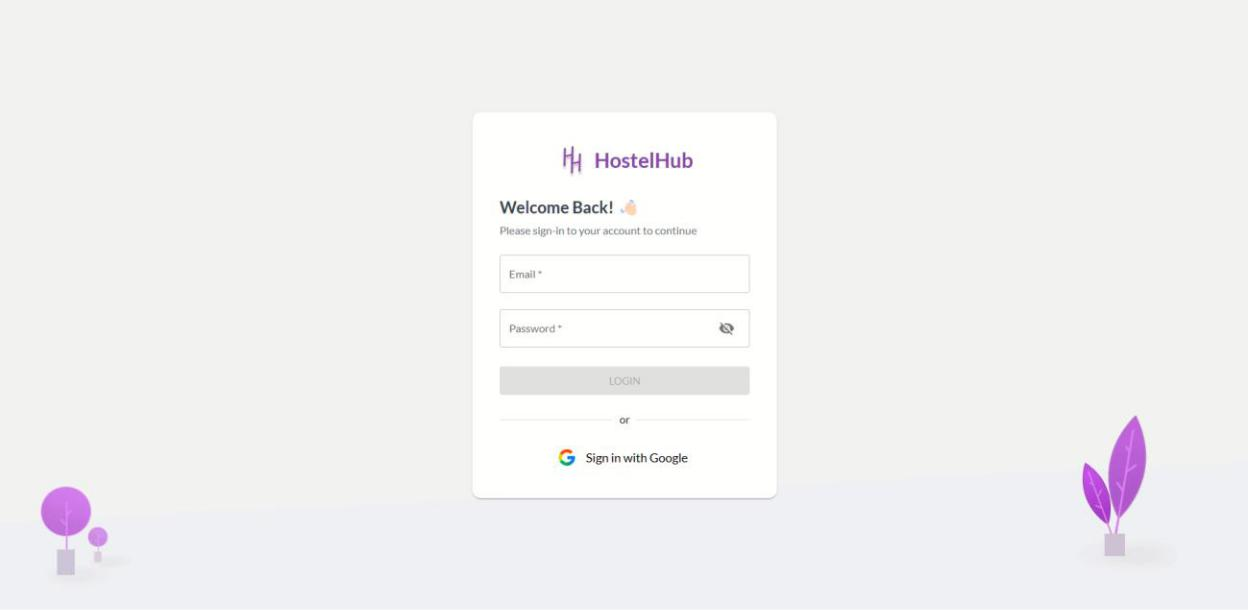 HostelHub
Welcome Back! 👋🏻
Please sign-in to your account to continue
Email *
Password *
LOGIN
or
Sign in with Google